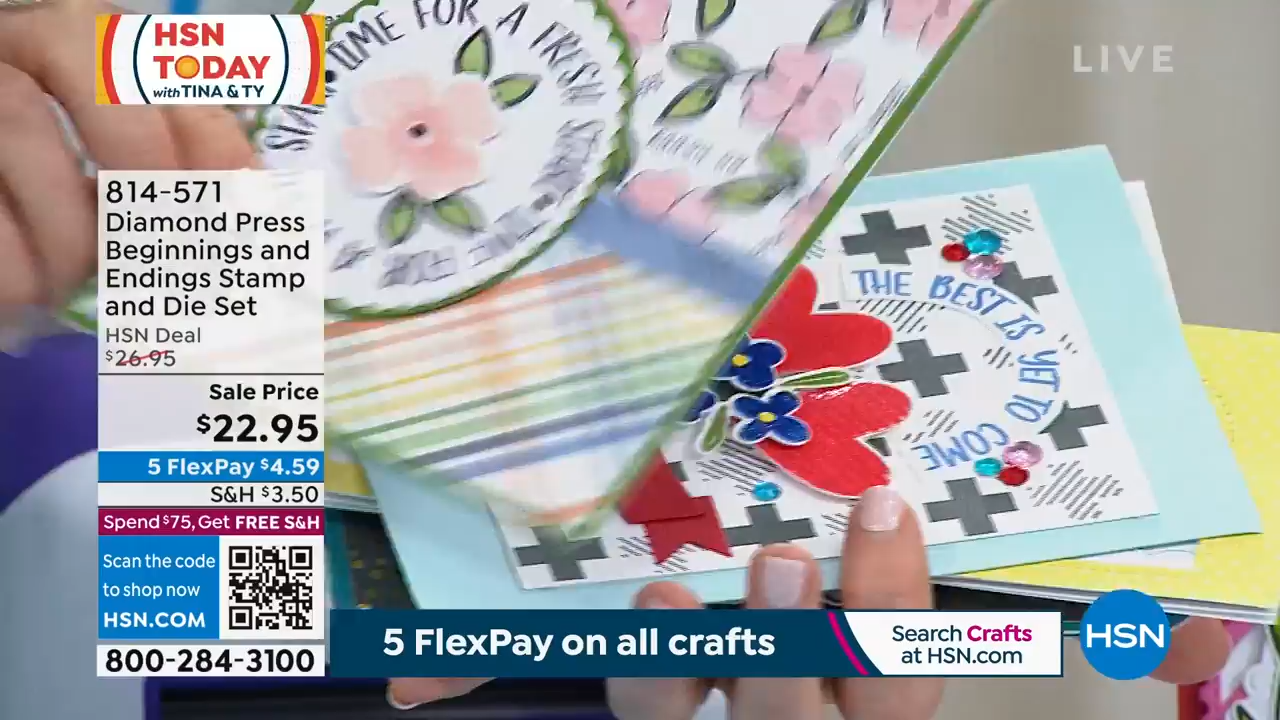 HSN
TODAY
with TINA & TY
LIVE
814-571
Diamond Press
Beginnings and
Endings Stamp
and Die Set
HSN Deal
$26.95
Sale Price
$22.95
5 FlexPay $4.59
S&H $3.50
Spend $75, Get FREE S&H
Scan the code
to shop now
HSN.COM
800-284-3100
TIME FOR A FRESH
THE BEST IS YET TO COME
5 FlexPay on all crafts
Search Crafts
at HSN.com
HSN